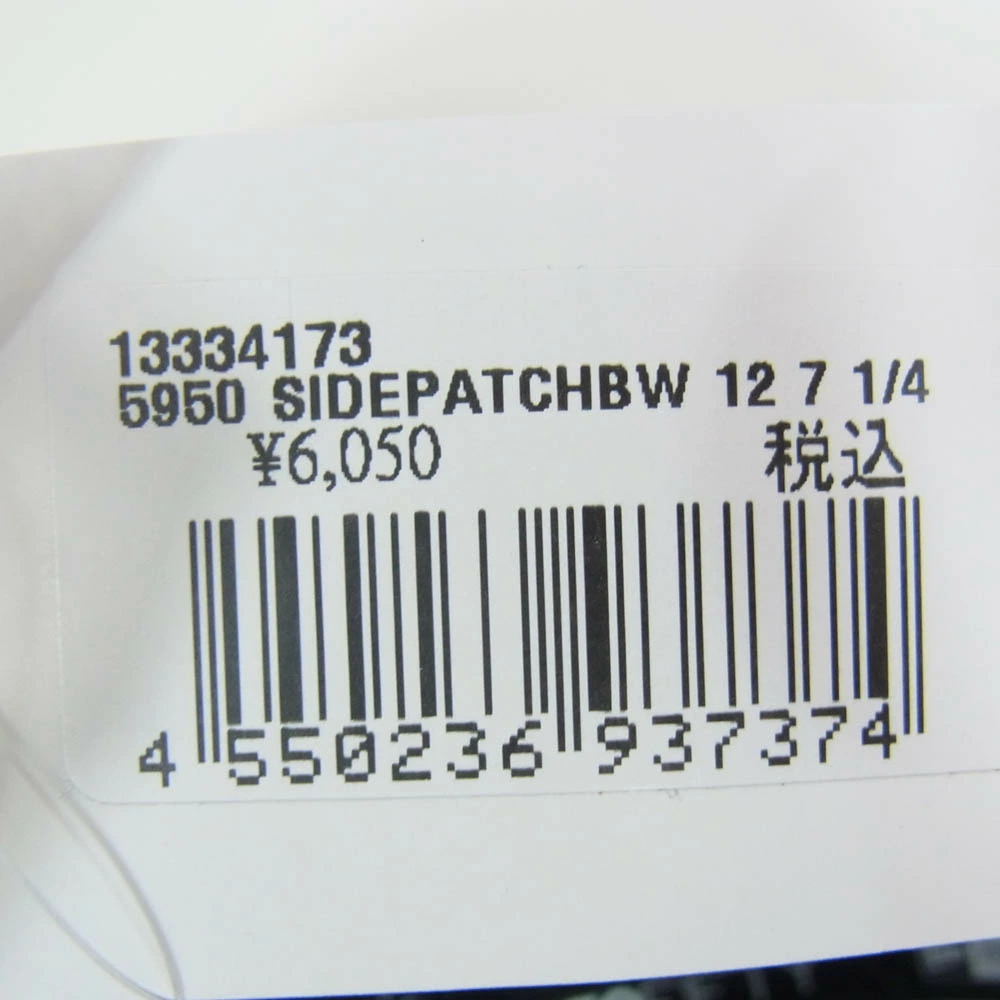 13334173
5950 SIDEPATCHBW 12 7 1/4
¥6,050 税込
4 550236 937374